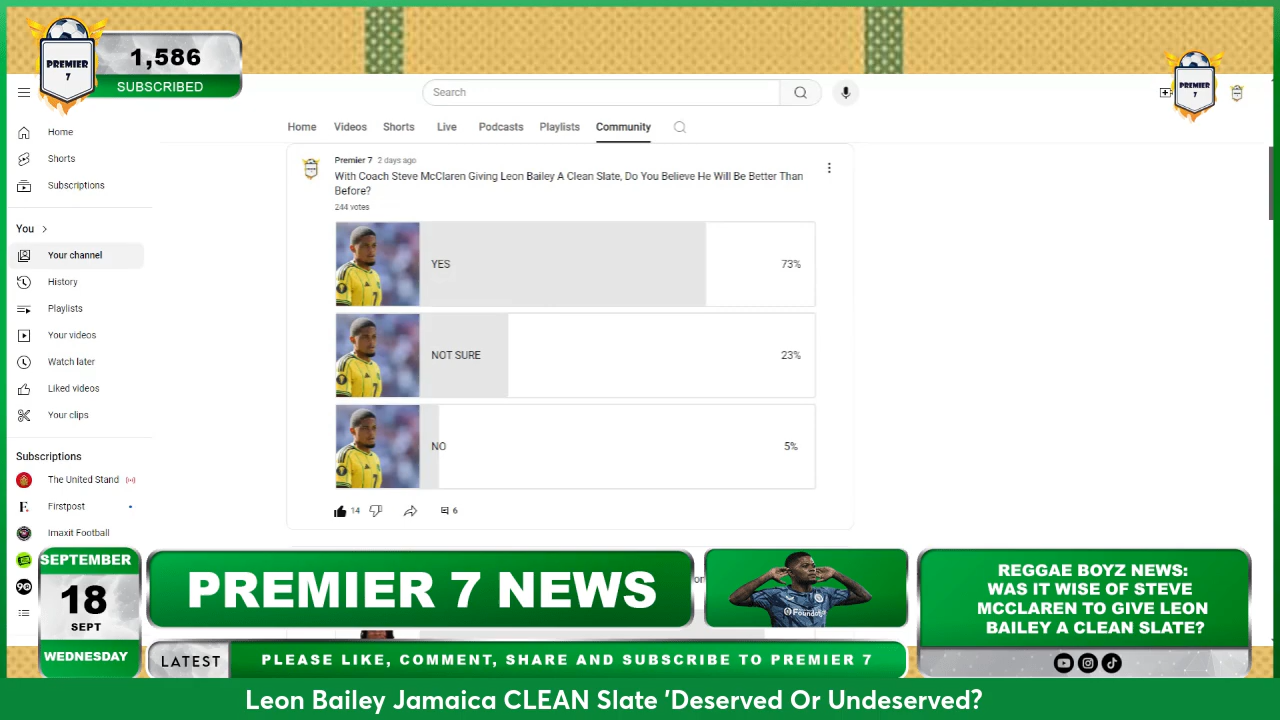 PREMIER
7
1,586
SUBSCRIBED
Search
PREMIER
7
Home
Videos
Shorts
Live
Podcasts
Playlists
Community
Home
Shorts
Subscriptions
You
Your channel
History
Playlists
Your videos
Watch later
Liked videos
Your clips
Subscriptions
The United Stand
Firstpost
Imaxit Football
Premier 7 2 days ago
With Coach Steve McClaren Giving Leon Bailey A Clean Slate, Do You Believe He Will Be Better Than
Before?
244 votes
YES 73%
NOT SURE 23%
NO 5%
14
6
SEPTEMBER
18
SEPT
WEDNESDAY
PREMIER 7 NEWS
LATEST
PLEASE LIKE, COMMENT, SHARE AND SUBSCRIBE TO PREMIER 7
REGGAE BOYZ NEWS:
WAS IT WISE OF STEVE
MCCLAREN TO GIVE LEON
BAILEY A CLEAN SLATE?
Leon Bailey Jamaica CLEAN Slate 'Deserved Or Undeserved?